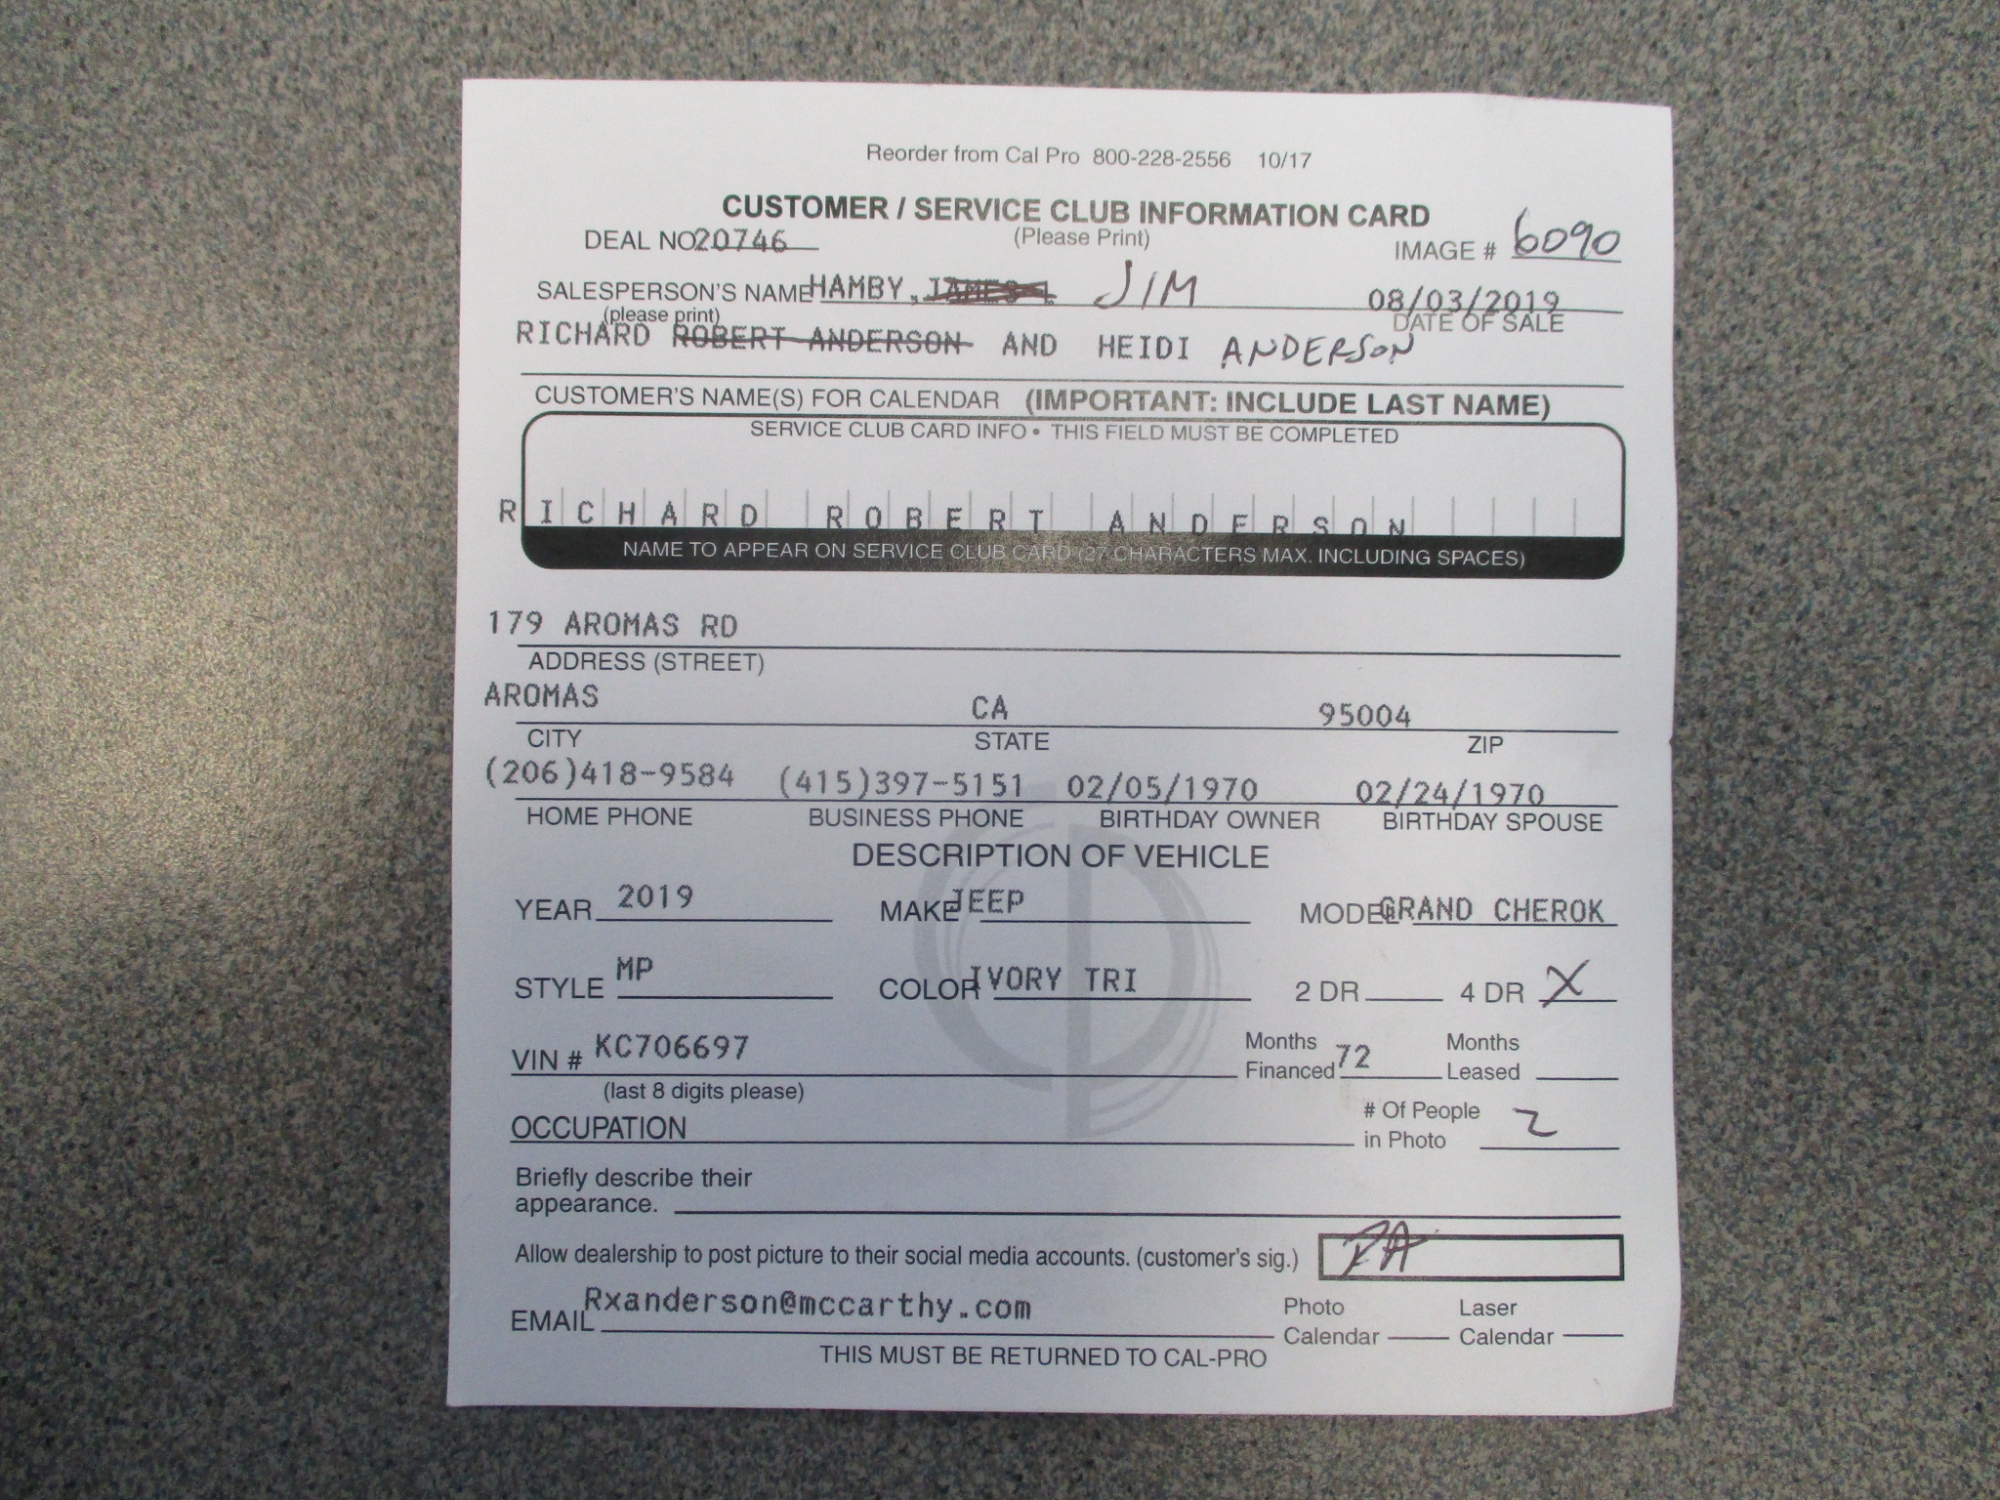 Reorder from Cal Pro 800-228-2556 10/17
CUSTOMER / SERVICE CLUB INFORMATION CARD
DEAL NO20746 (Please Print) IMAGE # 6090
SALESPERSON'S NAME HAMBY, JAMES JIM 08/03/2019
(please print) DATE OF SALE
RICHARD ROBERT ANDERSON AND HEIDI ANDERSON
CUSTOMER'S NAME(S) FOR CALENDAR (IMPORTANT: INCLUDE LAST NAME)
SERVICE CLUB CARD INFO • THIS FIELD MUST BE COMPLETED
RICHARD ROBERT ANDERSON
NAME TO APPEAR ON SERVICE CLUB CARD (27 CHARACTERS MAX. INCLUDING SPACES)
179 AROMAS RD
ADDRESS (STREET)
AROMAS CA 95004
CITY STATE ZIP
(206)418-9584 (415)397-5151 02/05/1970 02/24/1970
HOME PHONE BUSINESS PHONE BIRTHDAY OWNER BIRTHDAY SPOUSE
DESCRIPTION OF VEHICLE
YEAR 2019 MAKE JEEP MODEL GRAND CHEROK
STYLE MP COLOR IVORY TRI 2 DR 4 DR X
VIN # KC706697 Months Financed 72 Months Leased
(last 8 digits please)
OCCUPATION # Of People in Photo 2
Briefly describe their
appearance.
Allow dealership to post picture to their social media accounts. (customer's sig.) RA
EMAIL Rxanderson@mccarthy.com Photo Calendar Laser Calendar
THIS MUST BE RETURNED TO CAL-PRO